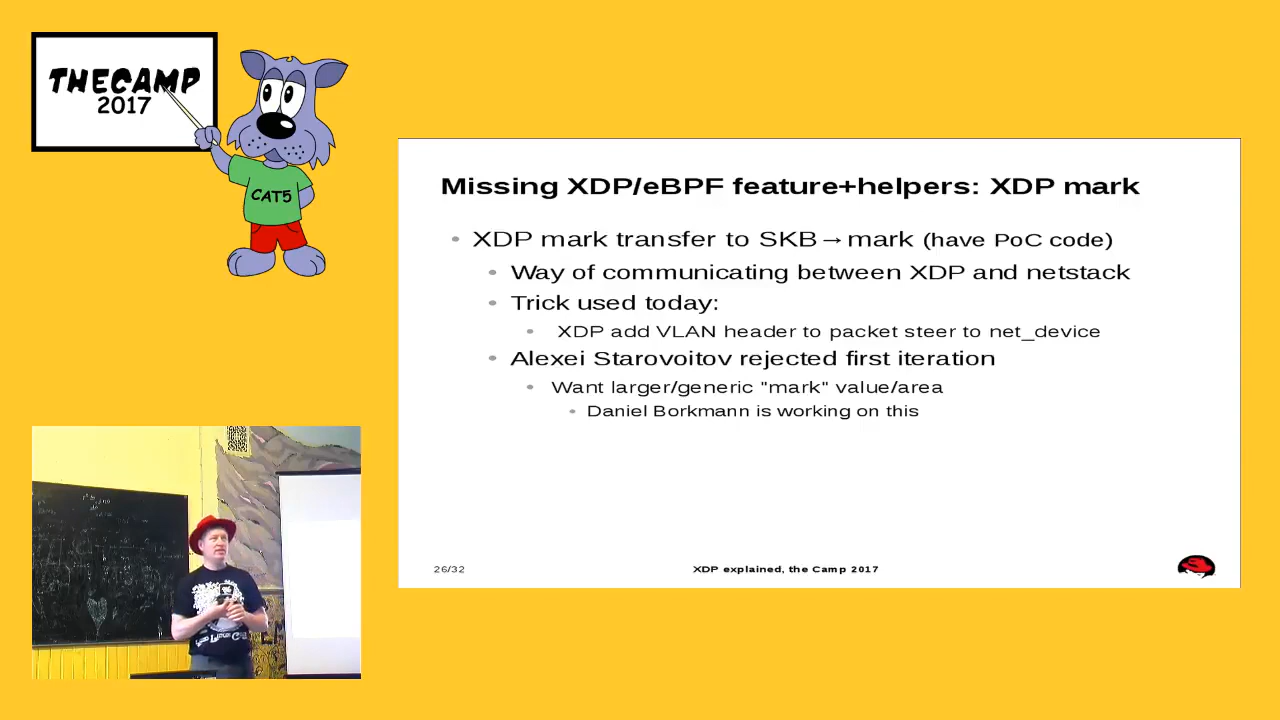 THECAMP
2017
CAT5
Missing XDP/eBPF feature+helpers: XDP mark
XDP mark transfer to SKB→mark (have PoC code)
Way of communicating between XDP and netstack
Trick used today:
XDP add VLAN header to packet steer to net_device
Alexei Starovoitov rejected first iteration
Want larger/generic "mark" value/area
Daniel Borkmann is working on this
26/32
XDP explained, the Camp 2017